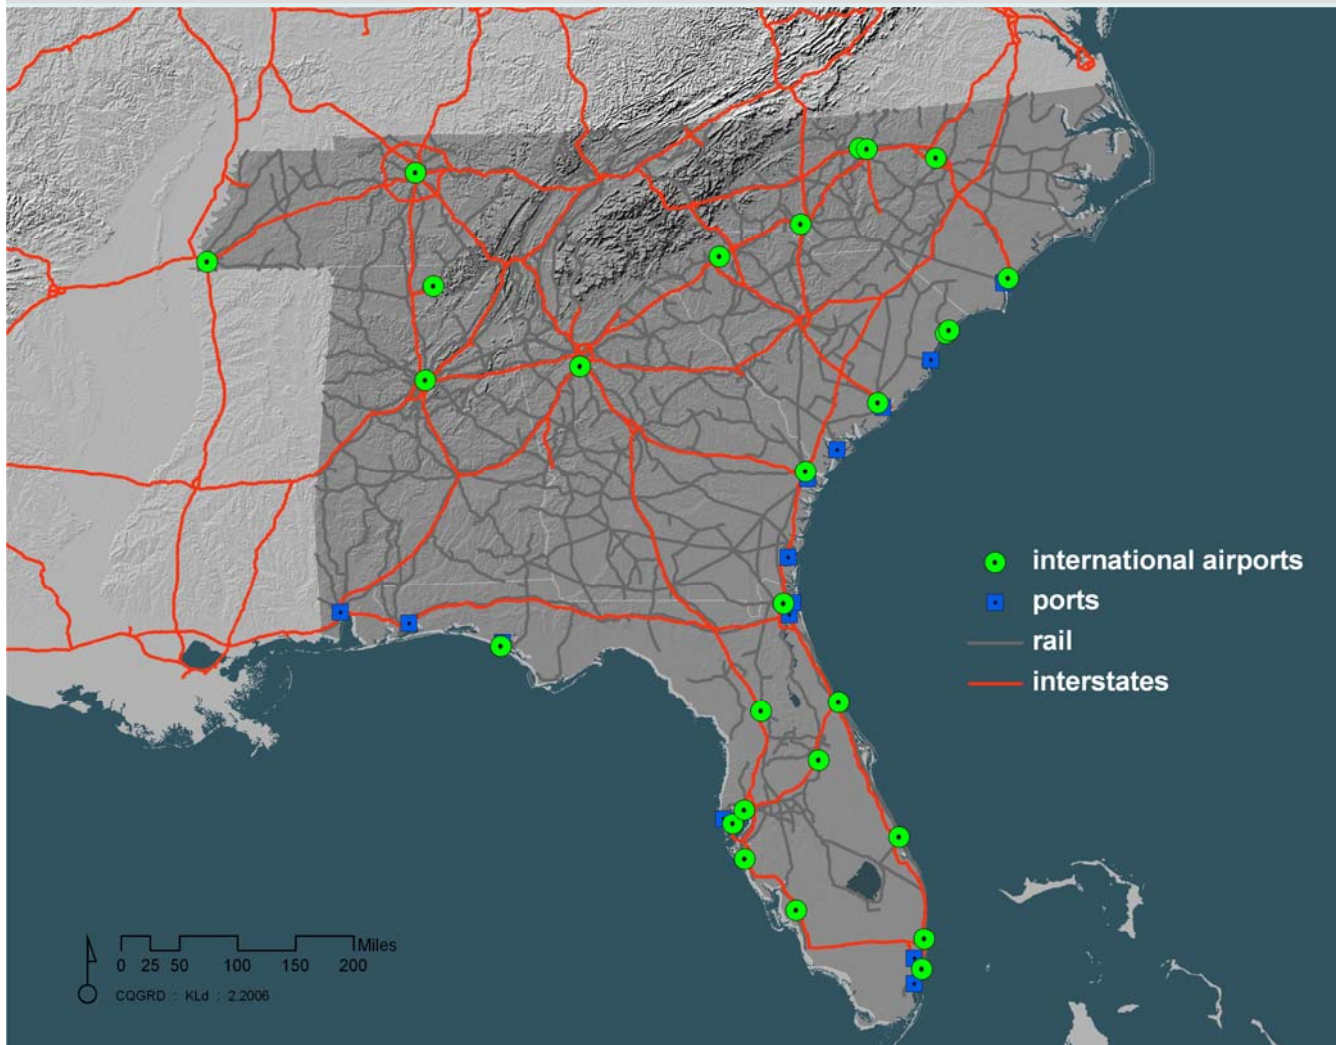 international airports
ports
rail
interstates
Miles
0 25 50 100 150 200
CQGRD : KLd : 2.2006